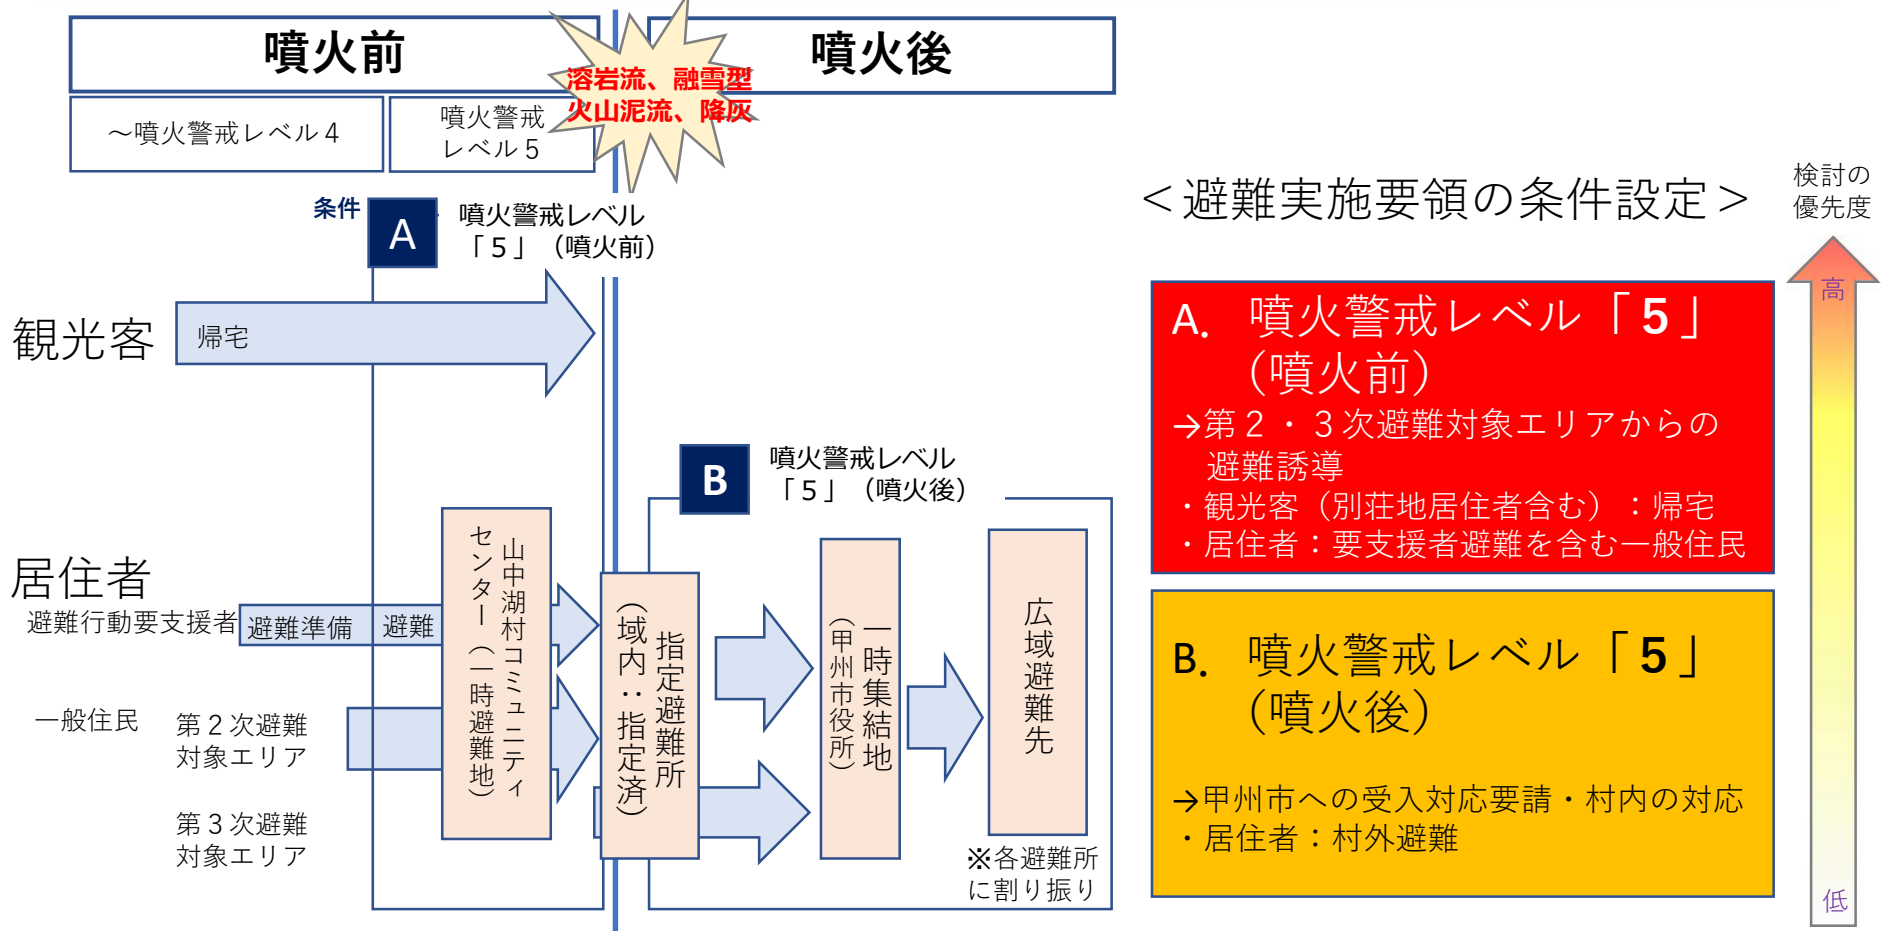 噴火前
噴火後
溶岩流、融雪型
火山泥流、降灰
～噴火警戒レベル４
噴火警戒
レベル５
条件
A
噴火警戒レベル
「５」（噴火前）
観光客
帰宅
B
噴火警戒レベル
「５」（噴火後）
居住者
避難行動要支援者
避難準備
避難
一般住民
第２次避難
対象エリア
第３次避難
対象エリア
山中湖村コミュニティ
センター（一時避難地）
指定避難所
（域内：指定済）
一時集結地
（甲州市役所）
広域避難先
※各避難所
に割り振り
＜避難実施要領の条件設定＞
検討の
優先度
高
低
A. 噴火警戒レベル「５」
（噴火前）
→第２・３次避難対象エリアからの
避難誘導
・観光客（別荘地居住者含む）：帰宅
・居住者：要支援者避難を含む一般住民
B. 噴火警戒レベル「５」
（噴火後）
→甲州市への受入対応要請・村内の対応
・居住者：村外避難